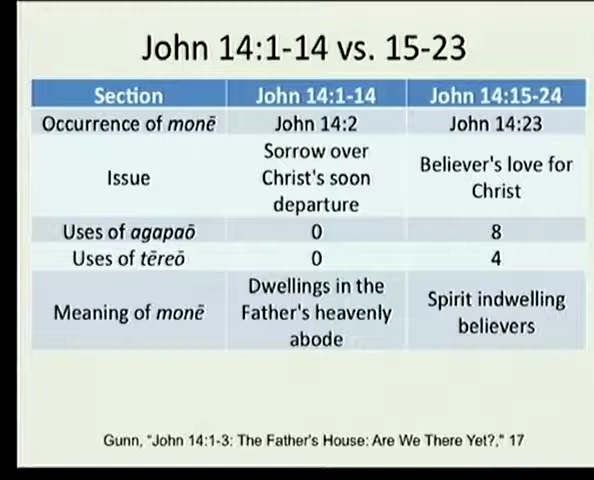 John 14:1-14 vs. 15-23
Section John 14:1-14 John 14:15-24
Occurrence of monē John 14:2 John 14:23
Issue Sorrow over Christ's soon departure Believer's love for Christ
Uses of agapaō 0 8
Uses of tēreō 0 4
Meaning of monē Dwellings in the Father's heavenly abode Spirit indwelling believers
Gunn, "John 14:1-3: The Father's House: Are We There Yet?," 17